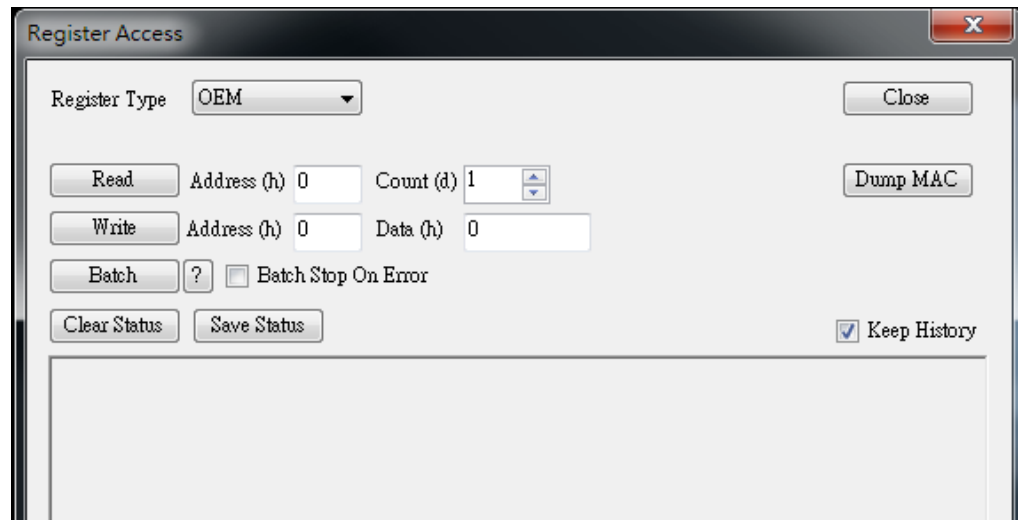 Register Access
Register Type OEM Close
Read Address (h) 0 Count (d) 1 Dump MAC
Write Address (h) 0 Data (h) 0
Batch ? Batch Stop On Error
Clear Status Save Status Keep History